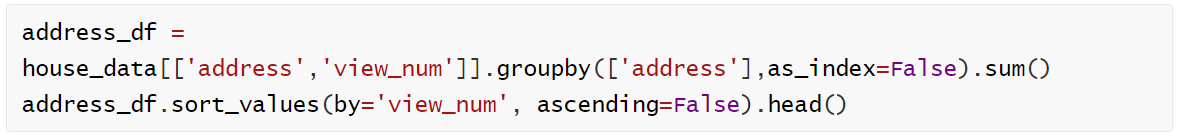 address_df =
house_data[['address','view_num']].groupby(['address'],as_index=False).sum()
address_df.sort_values(by='view_num', ascending=False).head()